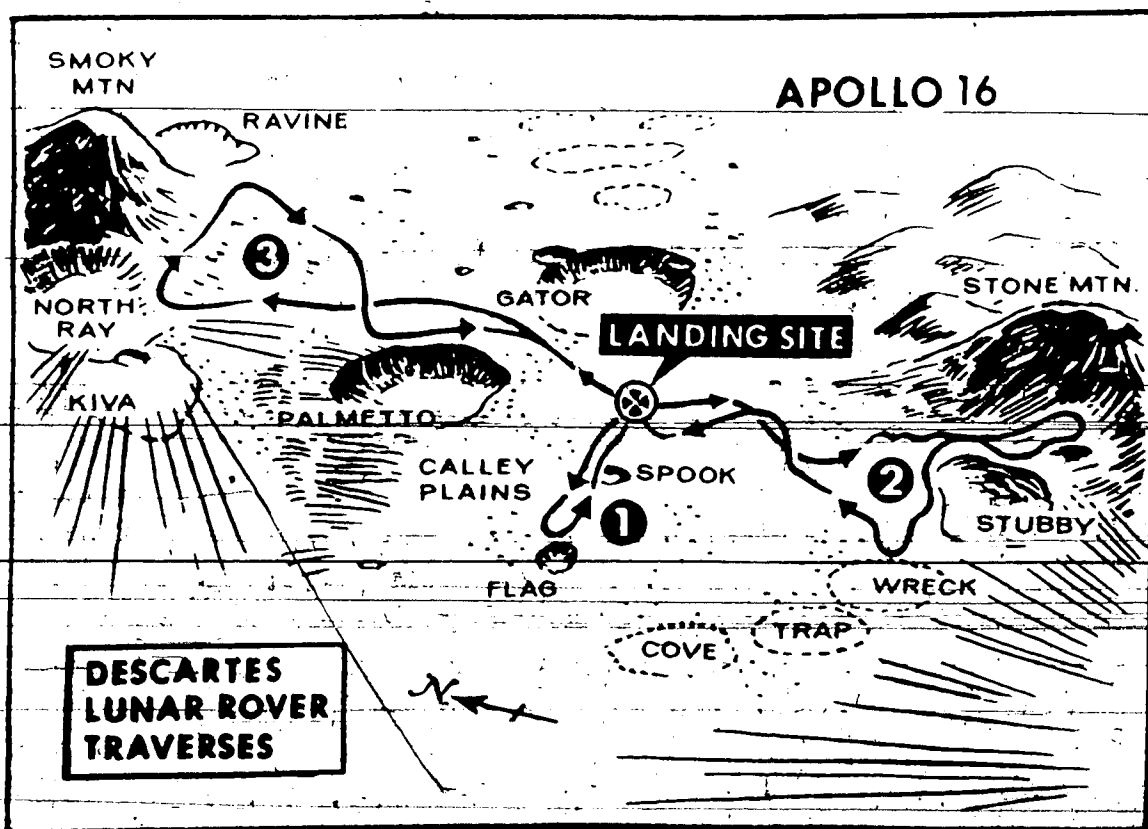 SMOKY
MTN
APOLLO 16
RAVINE
3
GATOR
STONE MTN.
NORTH
RAY
LANDING SITE
KIVA
PALMETTO
CALLEY
PLAINS
SPOOK
2
1
STUBBY
FLAG
WRECK
TRAP
COVE
DESCARTES
LUNAR ROVER
TRAVERSES
N